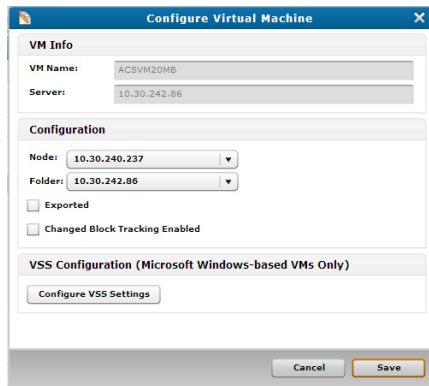 Configure Virtual Machine
VM Info
VM Name: ACSVM20MB
Server: 10.30.242.86
Configuration
Node: 10.30.240.237
Folder: 10.30.242.86
Exported
Changed Block Tracking Enabled
VSS Configuration (Microsoft Windows-based VMs Only)
Configure VSS Settings
Cancel Save